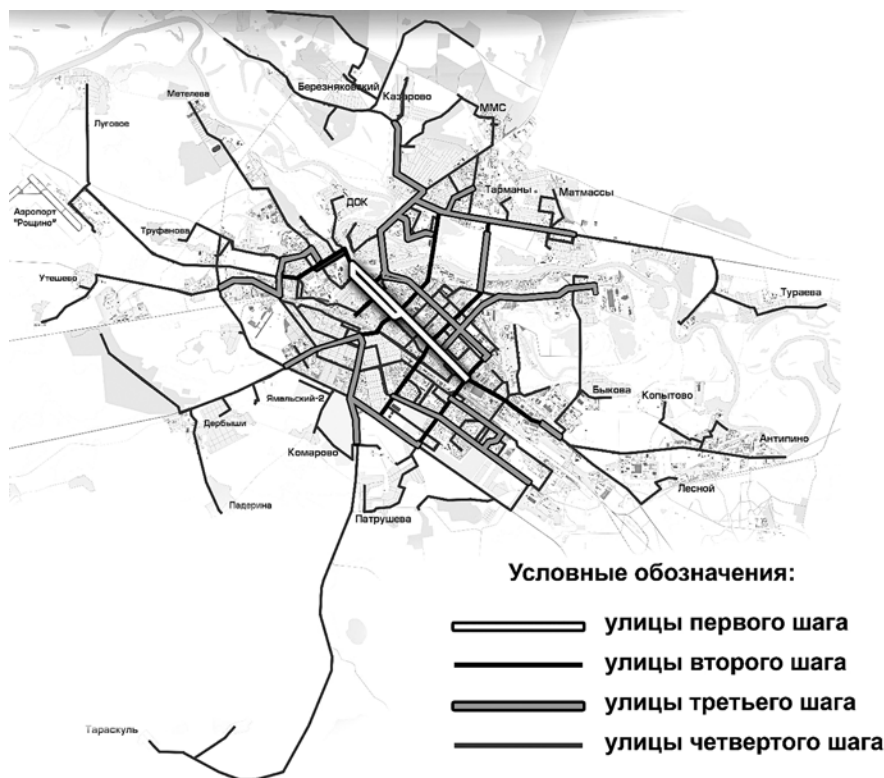 Березняковский
Казарово
Метелева
ММС
Луговое
Тарманы
Матмассы
ДОК
Аэропорт
"Рощино"
Труфанова
Утешево
Тураева
Ямальский-2
Быкова
Копытово
Дербыши
Антипино
Комарово
Лесной
Падерина
Патрушева
Условные обозначения:
улицы первого шага
улицы второго шага
улицы третьего шага
улицы четвертого шага
Тараскуль